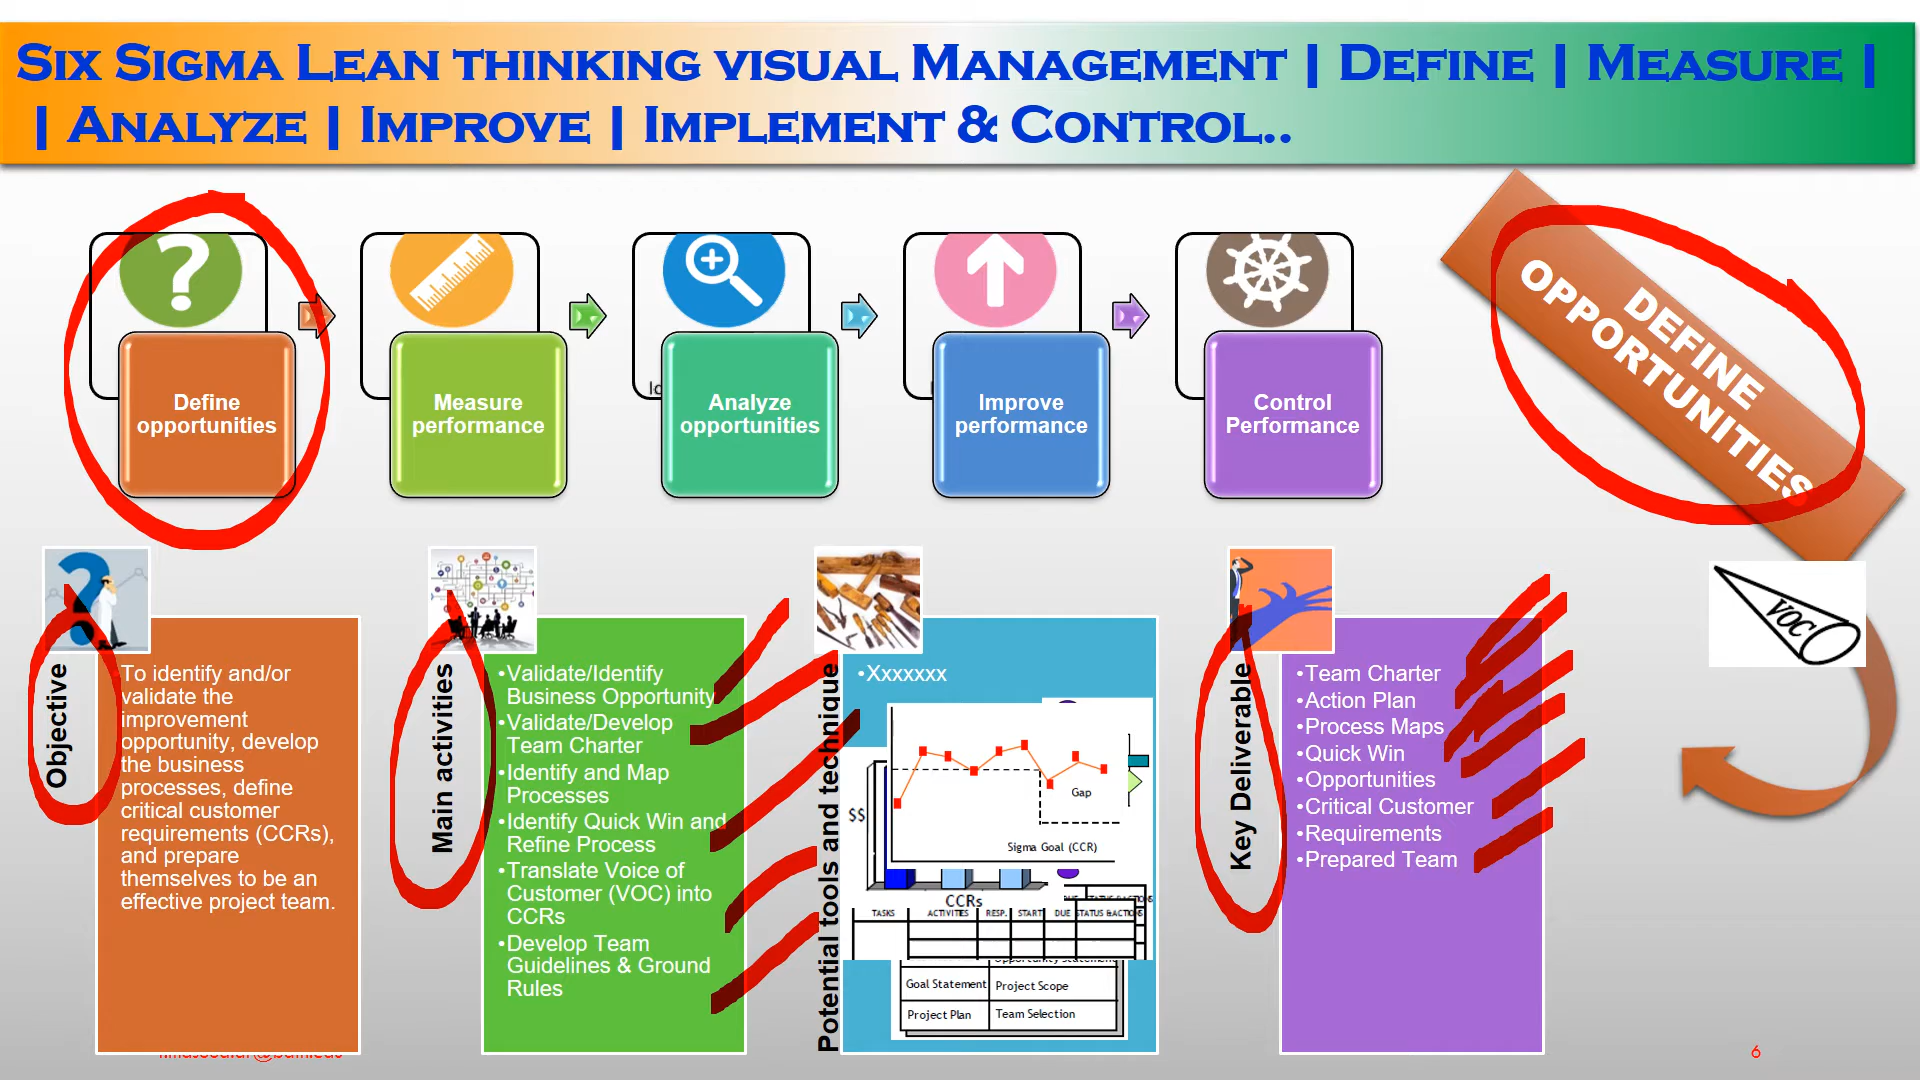 Six Sigma Lean thinking visual Management | Define | Measure |
| Analyze | Improve | Implement & Control..
Define
opportunities
Measure
performance
Analyze
opportunities
Improve
performance
Control
Performance
DEFINE
OPPORTUNITIES
VOC
Objective
To identify and/or
validate the
improvement
opportunity, develop
the business
processes, define
critical customer
requirements (CCRs),
and prepare
themselves to be an
effective project team.
Main activities
•Validate/Identify
Business Opportunity
•Validate/Develop
Team Charter
•Identify and Map
Processes
•Identify Quick Win and
Refine Process
•Translate Voice of
Customer (VOC) into
CCRs
•Develop Team
Guidelines & Ground
Rules
Potential tools and technique
•Xxxxxxx
Gap
$$
Sigma Goal (CCR)
CCRs
TASKS ACTIVITIES RESP. START DUE STATUS &ACTIONS
Goal Statement Project Scope
Project Plan Team Selection
Key Deliverable
•Team Charter
•Action Plan
•Process Maps
•Quick Win
•Opportunities
•Critical Customer
•Requirements
•Prepared Team
6